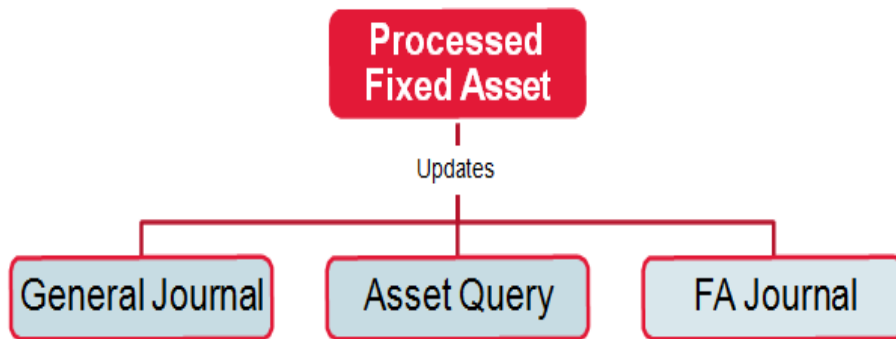 Processed
Fixed Asset
Updates
General Journal
Asset Query
FA Journal